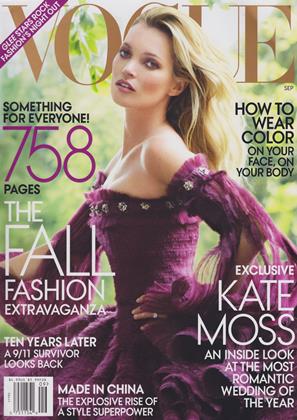 GLEE STARS ROCK
FASHION'S NIGHT OUT
VOGUE
SEP
SOMETHING
FOR EVERYONE!
758
PAGES
THE
FALL
FASHION
EXTRAVAGANZA
TEN YEARS LATER
A 9/11 SURVIVOR
LOOKS BACK
MADE IN CHINA
THE EXPLOSIVE RISE OF
A STYLE SUPERPOWER
HOW TO
WEAR
COLOR
ON YOUR
FACE, ON
YOUR BODY
EXCLUSIVE
KATE
MOSS
AN INSIDE LOOK
AT THE MOST
ROMANTIC
WEDDING OF
THE YEAR